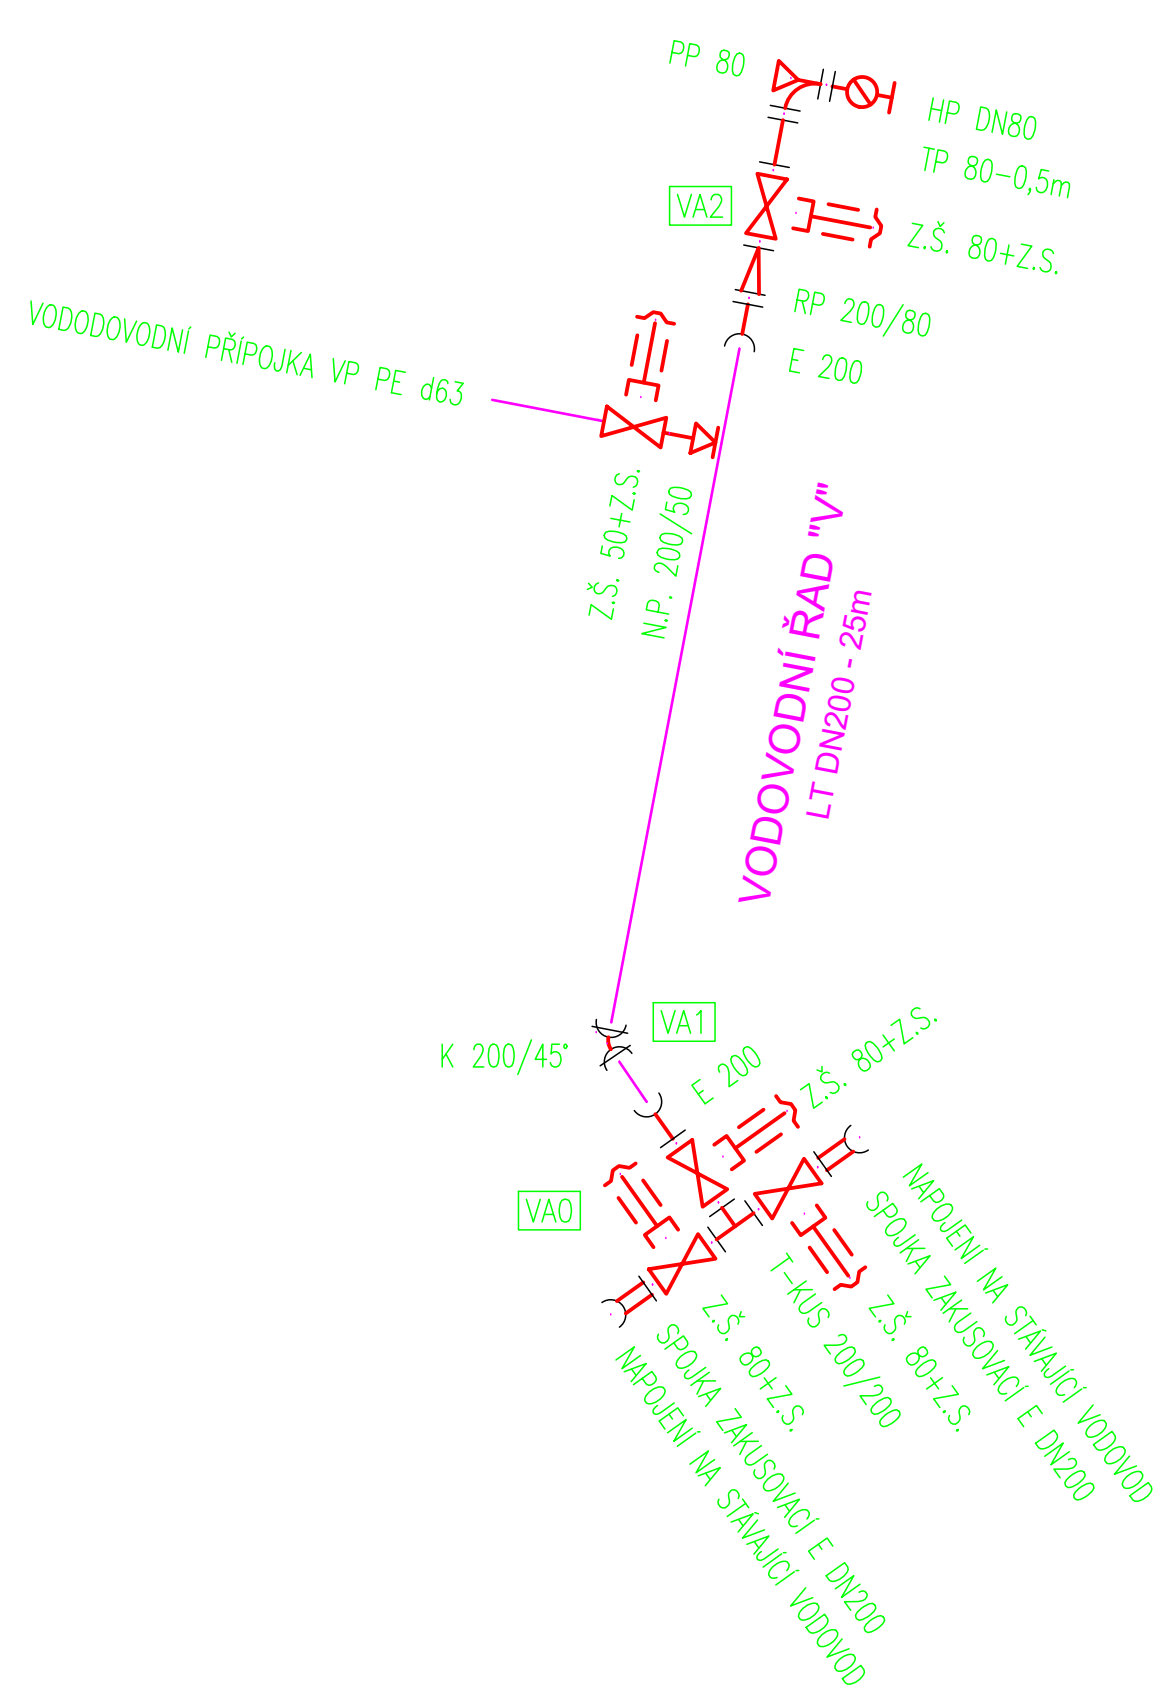 PP 80
HP DN80
TP 80-0,5m
VA2
Z.Š. 80+Z.S.
RP 200/80
E 200
VODODOVODNÍ PŘÍPOJKA VP PE d63
Z.Š. 50+Z.S.
N.P. 200/50
VODOVODNÍ ŘAD "V"
LT DN200 - 25m
VA1
K 200/45°
E 200
Z.Š. 80+Z.S.
VA0
NAPOJENÍ NA STÁVAJÍCÍ VODOVOD
SPOJKA ZAKUSOVACÍ E DN200
Z.Š. 80+Z.S.
T-KUS 200/200
Z.Š. 80+Z.S.
SPOJKA ZAKUSOVACÍ E DN200
NAPOJENÍ NA STÁVAJÍCÍ VODOVOD